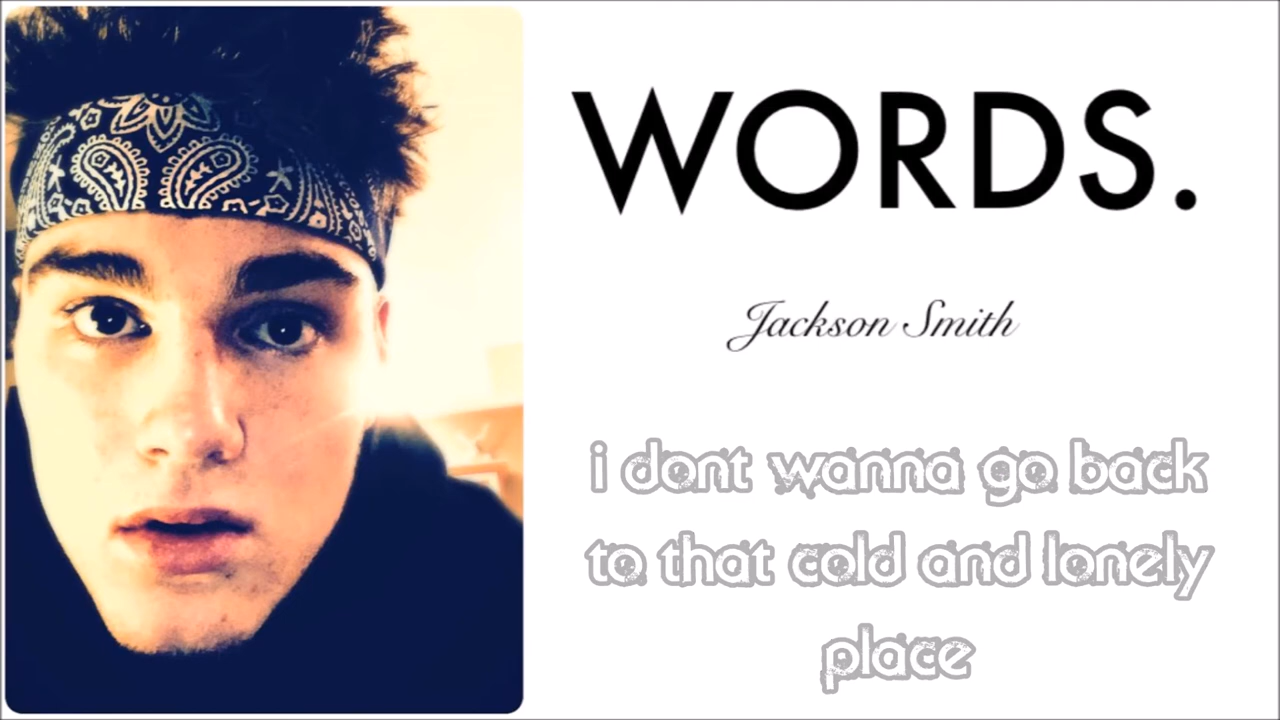 WORDS.
Jackson Smith
i dont wanna go back
to that cold and lonely
place